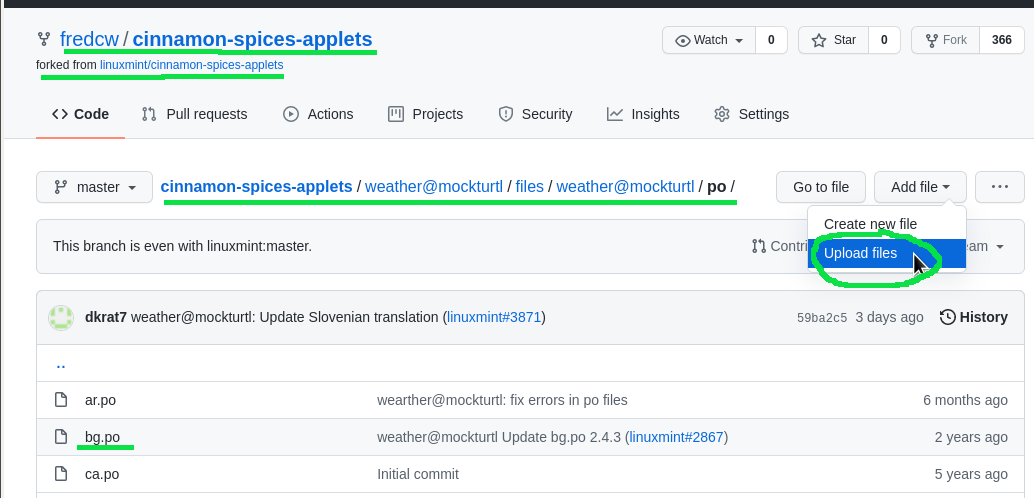 fredcw / cinnamon-spices-applets
Watch 0
Star 0
Fork 366
forked from linuxmint/cinnamon-spices-applets
Code
Pull requests
Actions
Projects
Security
Insights
Settings
master
cinnamon-spices-applets / weather@mockturtl / files / weather@mockturtl / po /
Go to file
Add file
...
Create new file
Upload files
This branch is even with linuxmint:master.
dkrat7 weather@mockturtl: Update Slovenian translation (linuxmint#3871)
59ba2c5 3 days ago
History
..
ar.po wearther@mockturtl: fix errors in po files 6 months ago
bg.po weather@mockturtl Update bg.po 2.4.3 (linuxmint#2867) 2 years ago
ca.po Initial commit 5 years ago